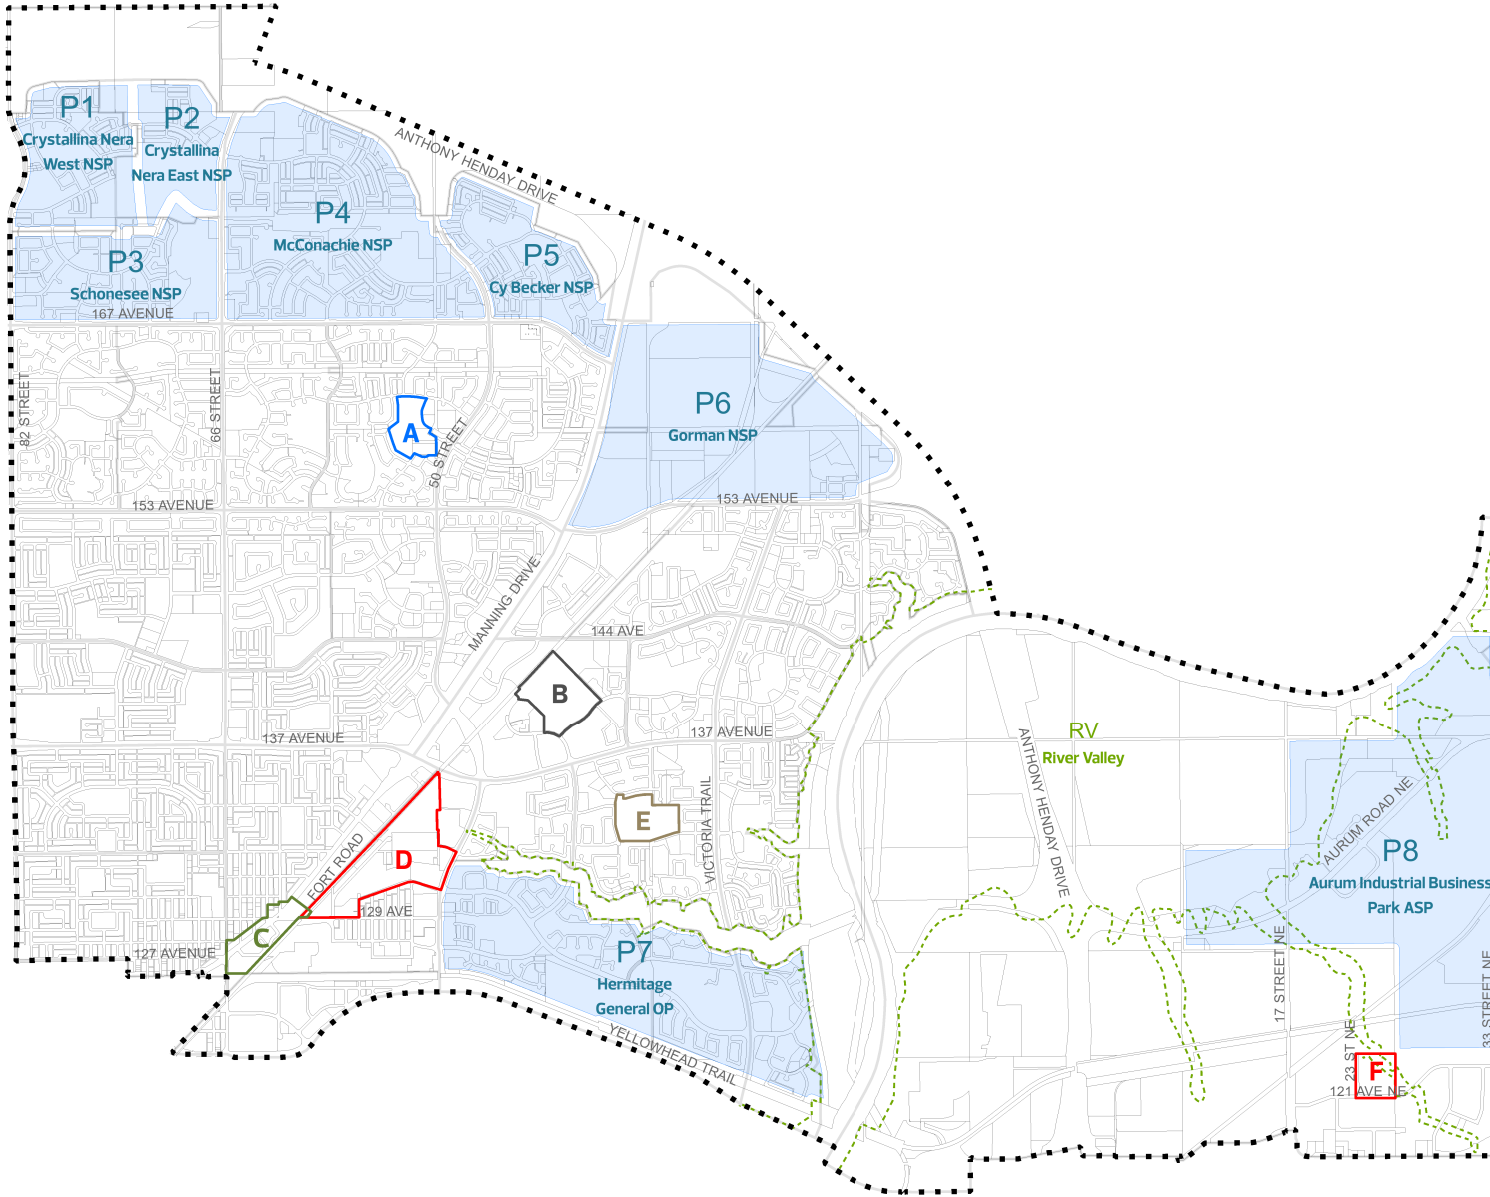 P1
Crystallina Nera
West NSP
P2
Crystallina
Nera East NSP
ANTHONY HENDAY DRIVE
P4
McConachie NSP
P3
Schonesee NSP
P5
Cy Becker NSP
167 AVENUE
82 STREET
66 STREET
A
50 STREET
P6
Gorman NSP
153 AVENUE
153 AVENUE
MANNING DRIVE
144 AVE
B
137 AVENUE
137 AVENUE
RV
River Valley
ANTHONY HENDAY DRIVE
AURUM ROAD NE
VICTORIA TRAIL
E
FORT ROAD
D
P8
Aurum Industrial Business
Park ASP
129 AVE
C
127 AVENUE
P7
Hermitage
General OP
YELLOWHEAD TRAIL
17 STREET NE
33 STREET NE
23 ST NE
F
121 AVE NE